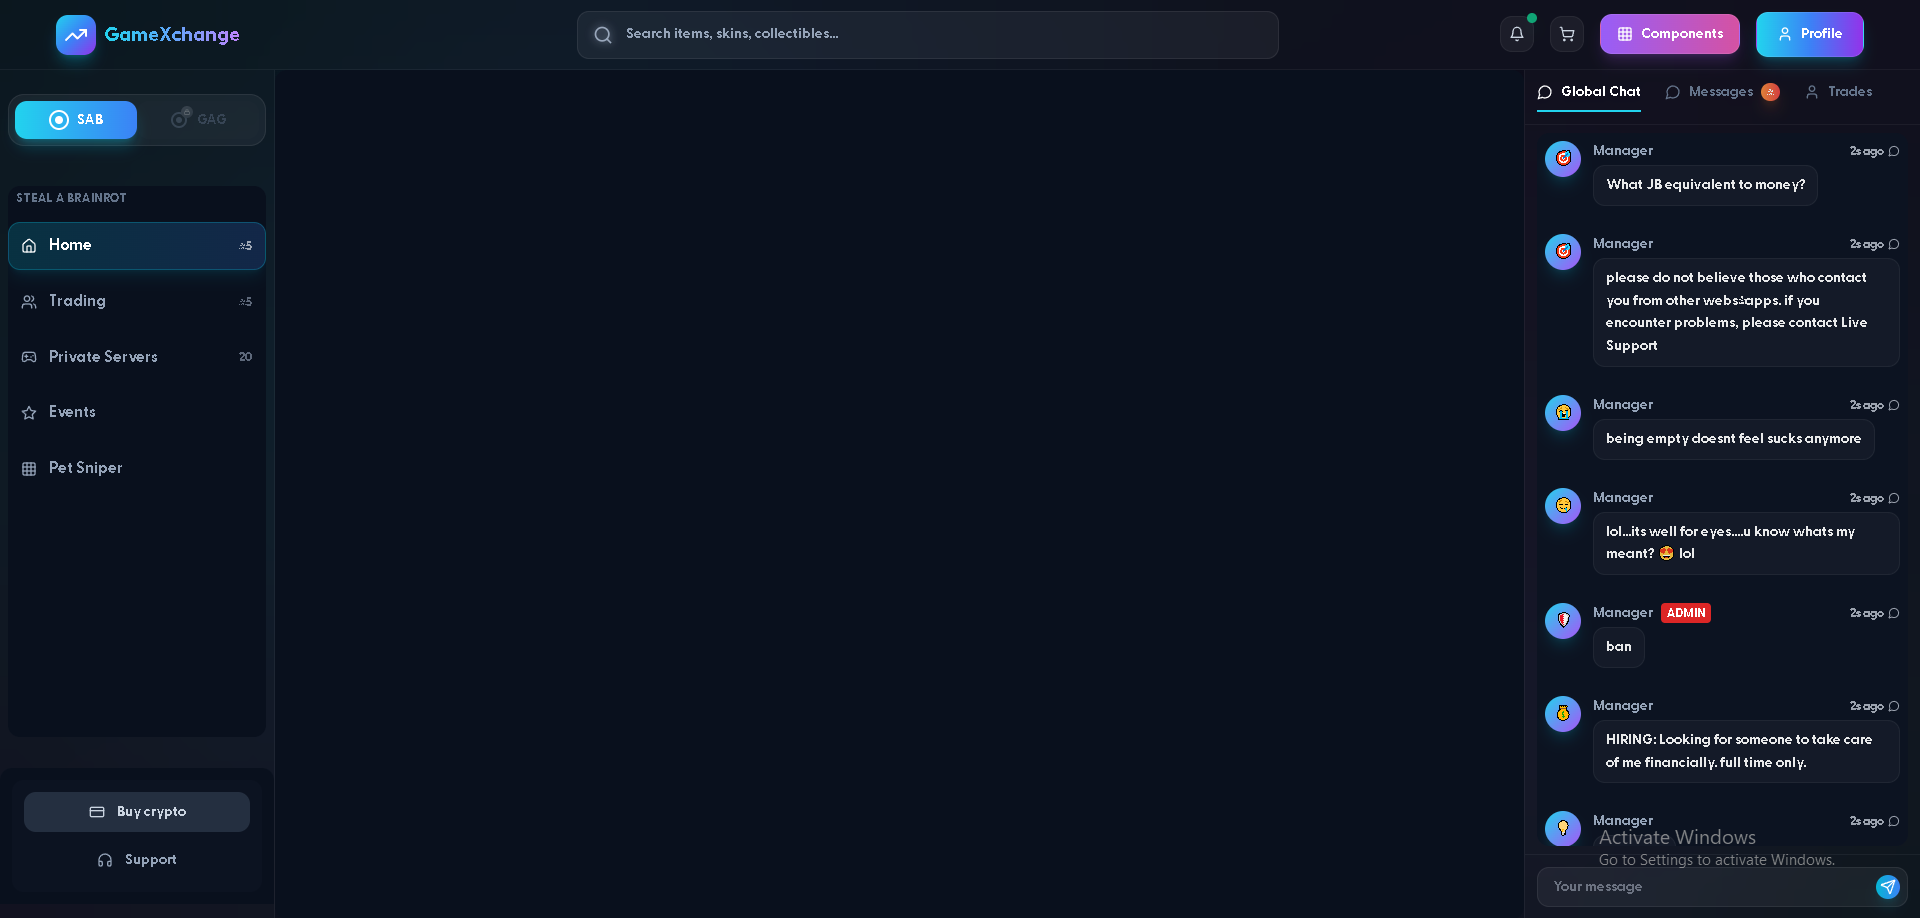 GameXchange
Search items, skins, collectibles...
Components
Profile
SAB
GAG
STEAL A BRAINROT
Home
Trading
Private Servers 20
Events
Pet Sniper
Buy crypto
Support
Global Chat
Messages
Trades
Manager 2s ago
What JB equivalent to money?
Manager 2s ago
please do not believe those who contact
you from other apps. if you
encounter problems, please contact Live
Support
Manager 2s ago
being empty doesnt feel sucks anymore
Manager 2s ago
lol...its well for eyes....u know whats my
meant? 😍 lol
Manager ADMIN 2s ago
ban
Manager 2s ago
HIRING: Looking for someone to take care
of me financially. full time only.
Manager 2s ago
Activate Windows
Go to Settings to activate Windows.
Your message